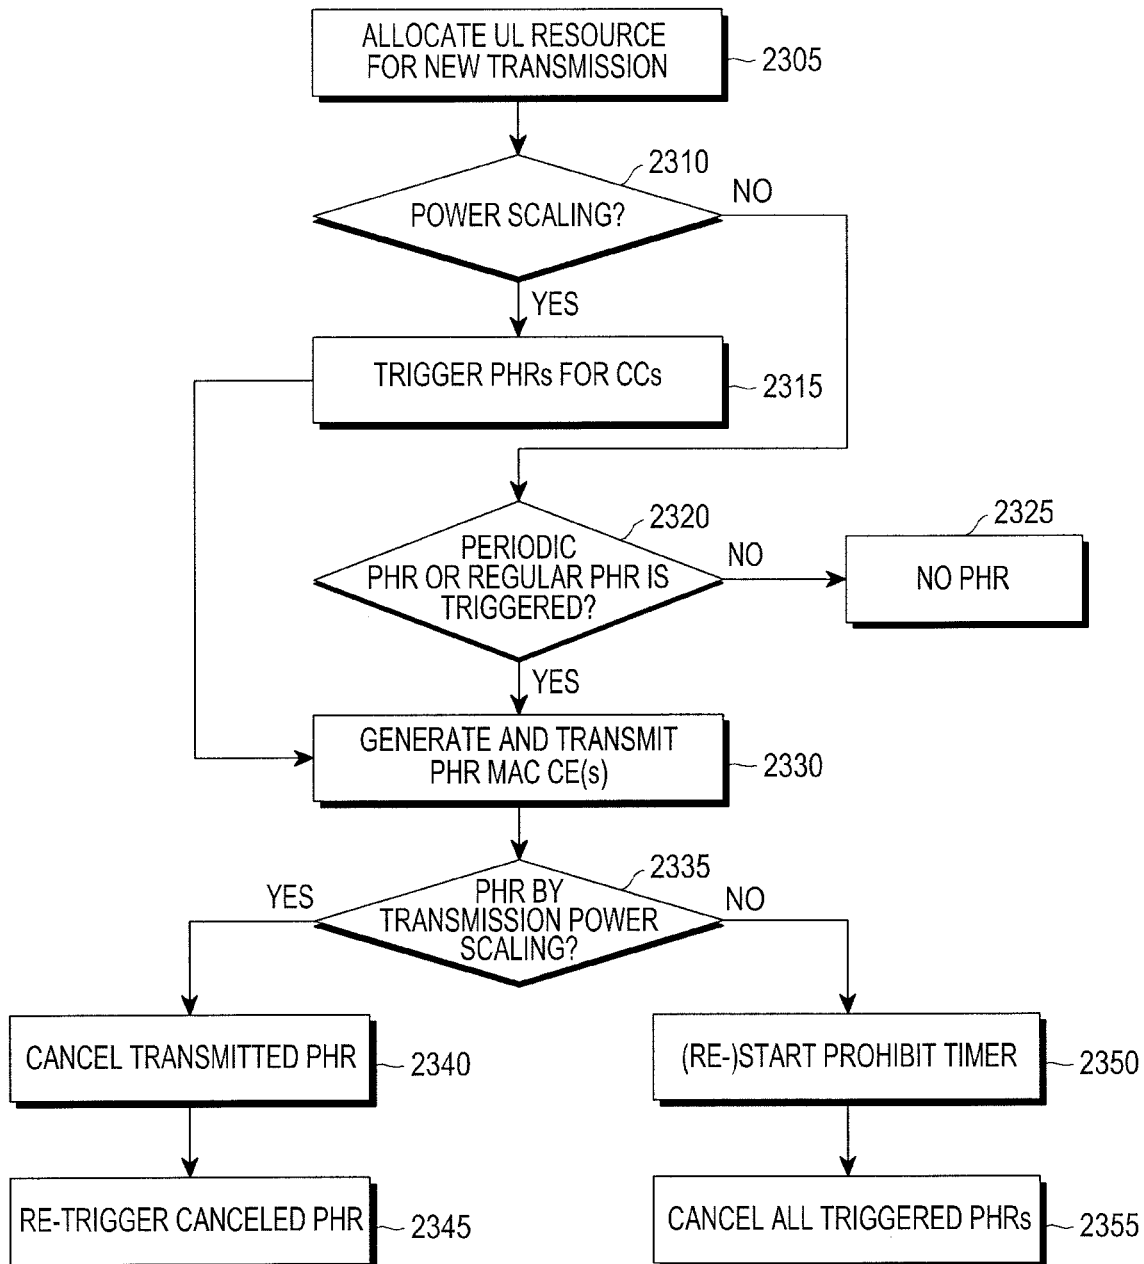 ALLOCATE UL RESOURCE
FOR NEW TRANSMISSION
2305
2310
POWER SCALING?
NO
YES
TRIGGER PHRs FOR CCs
2315
2320
PERIODIC
PHR OR REGULAR PHR IS
TRIGGERED?
NO
2325
NO PHR
YES
GENERATE AND TRANSMIT
PHR MAC CE(s)
2330
2335
PHR BY
TRANSMISSION POWER
SCALING?
YES
NO
CANCEL TRANSMITTED PHR
2340
(RE-)START PROHIBIT TIMER
2350
RE-TRIGGER CANCELED PHR
2345
CANCEL ALL TRIGGERED PHRs
2355